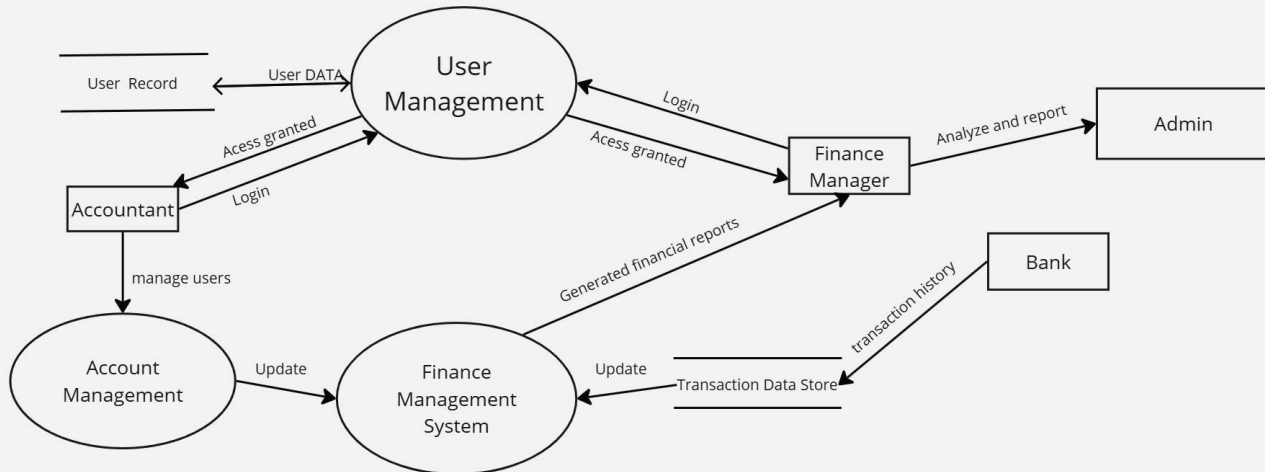 User
Management
User Record
User DATA
Login
Acess granted
Acess granted
Login
Analyze and report
Admin
Finance
Manager
Accountant
manage users
Generated financial reports
Bank
transaction history
Account
Management
Update
Finance
Management
System
Update
Transaction Data Store